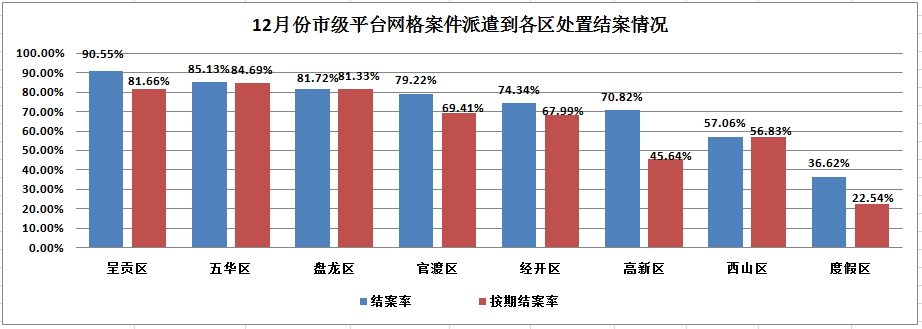 12月份市级平台网格案件派遣到各区处置结案情况
100.00%
90.00%
80.00%
70.00%
60.00%
50.00%
40.00%
30.00%
20.00%
10.00%
0.00%
90.55%
81.66%
85.13%
84.69%
81.72%
81.33%
79.22%
69.41%
74.34%
67.99%
70.82%
45.64%
57.06%
56.83%
36.62%
22.54%
呈贡区
五华区
盘龙区
官渡区
经开区
高新区
西山区
度假区
结案率
按期结案率